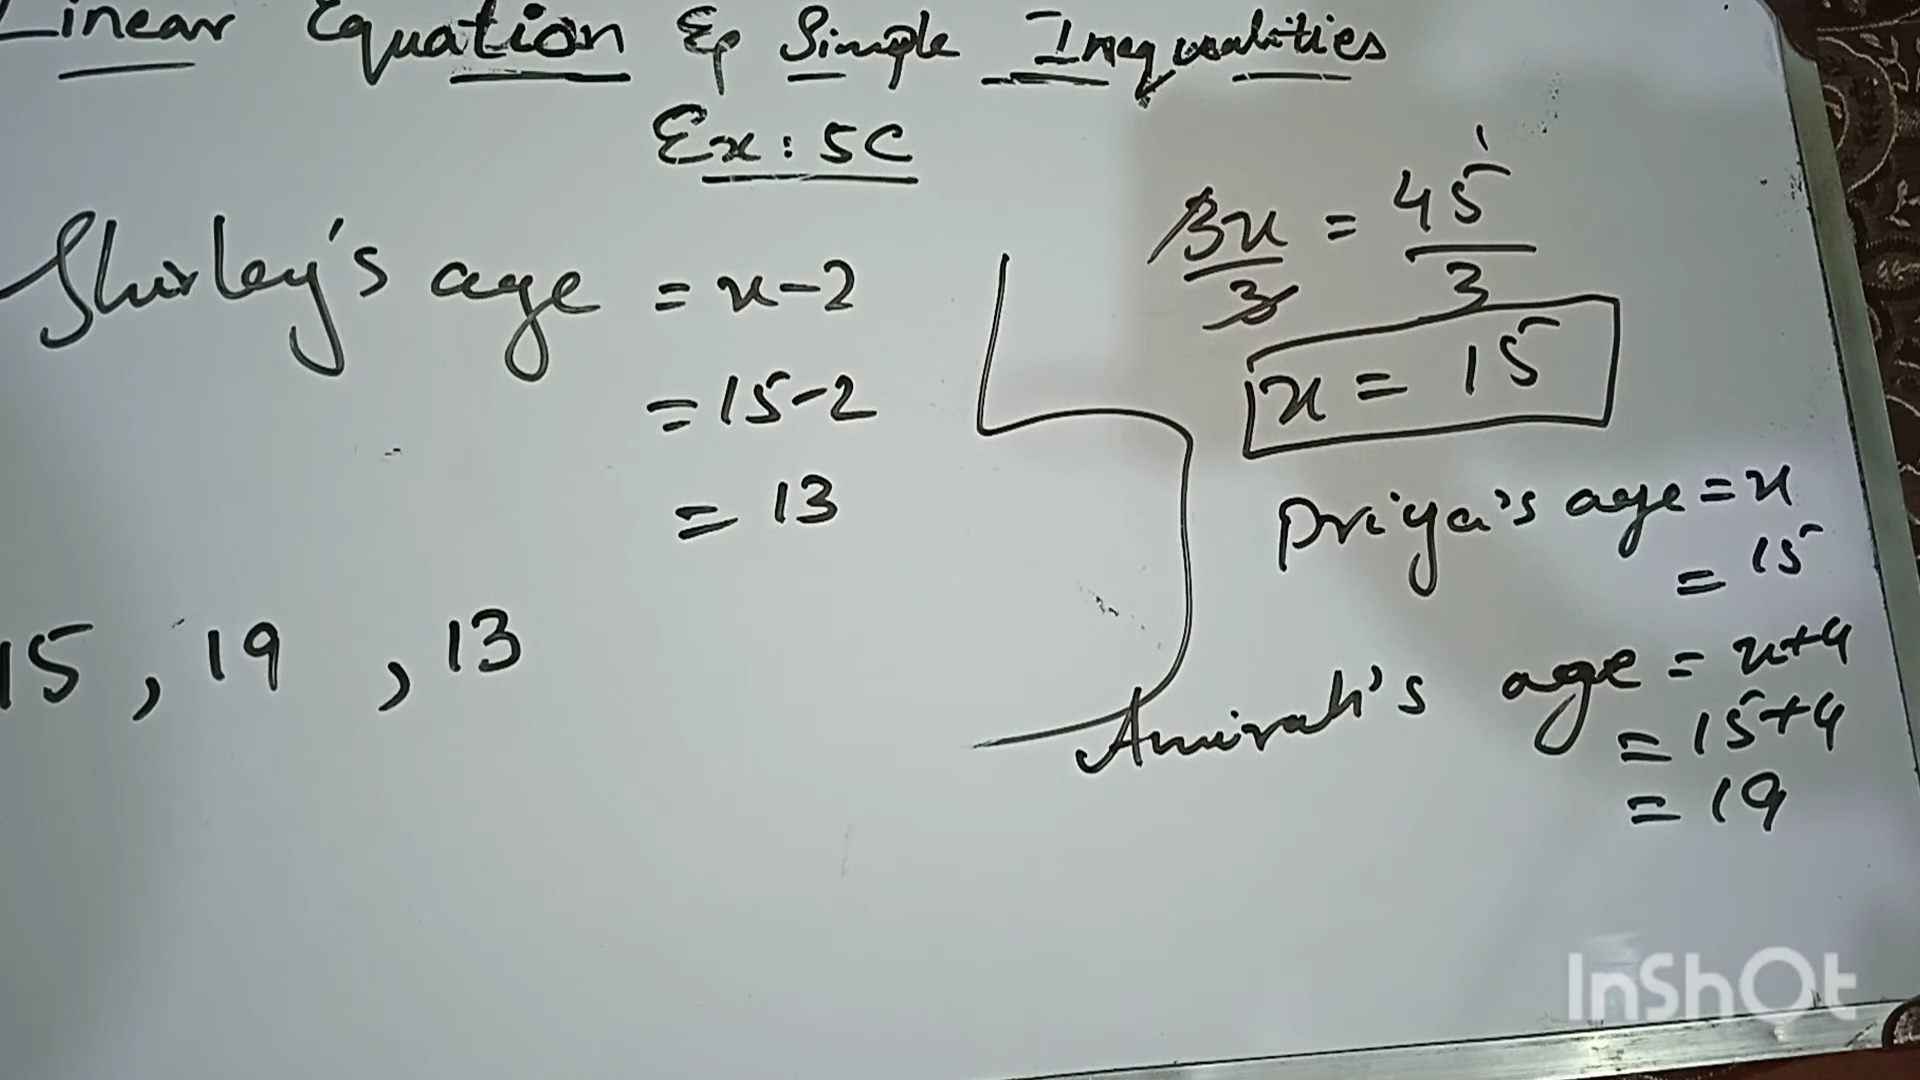 Linear Equation & Simple Inequalities
Ex: 5C
Shirley's age = x-2
= 15-2
= 13
15, 19, 13
3x/3 = 45/3
x = 15
Priya's age = x
= 15
Amirah's age = x+4
= 15+4
= 19
InShOt